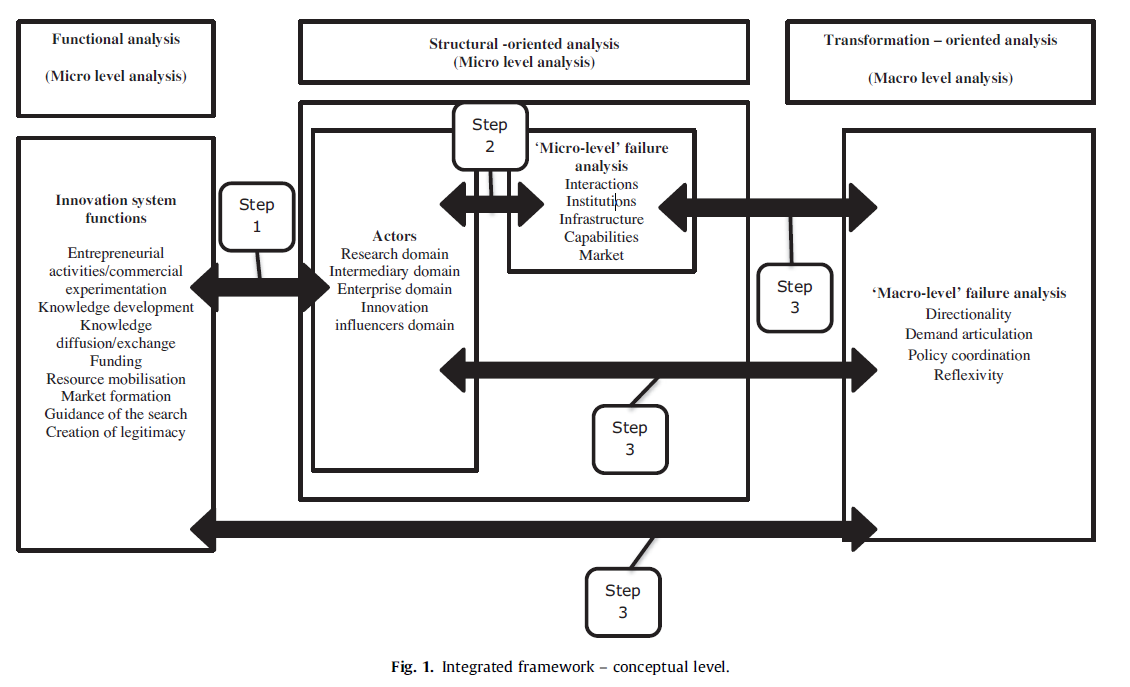 Functional analysis
(Micro level analysis)
Structural -oriented analysis
(Micro level analysis)
Transformation – oriented analysis
(Macro level analysis)
Innovation system
functions
Entrepreneurial
activities/commercial
experimentation
Knowledge development
Knowledge
diffusion/exchange
Funding
Resource mobilisation
Market formation
Guidance of the search
Creation of legitimacy
Step
1
Actors
Research domain
Intermediary domain
Enterprise domain
Innovation
influencers domain
Step
2
‘Micro-level’ failure
analysis
Interactions
Institutions
Infrastructure
Capabilities
Market
Step
3
Step
3
Step
3
‘Macro-level’ failure analysis
Directionality
Demand articulation
Policy coordination
Reflexivity
Fig. 1. Integrated framework – conceptual level.